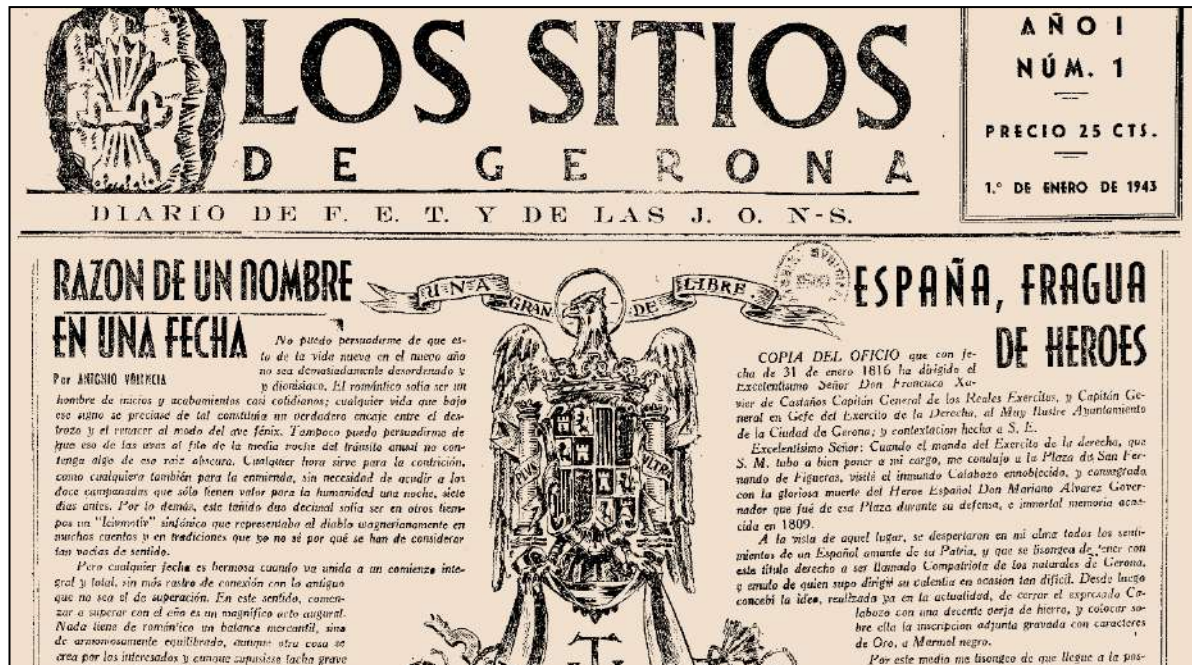 LOS SITIOS
DE GERONA
DIARIO DE F. E. T. Y DE LAS J. O. N-S.
AÑO I
NÚM. 1
PRECIO 25 CTS.
1.º DE ENERO DE 1943
RAZON DE UN NOMBRE
EN UNA FECHA
Por ANTONIO VALENCIA
No puedo persuadirme de que es-
to de la vida nueva en el nuevo año
no sea demasiadamente desordenado y
y dionisiaco. El romántico solía ser un
hombre de inicios y acabamientos casi cotidianos; cualquier vida que bajo
ese signo se preciase de tal constituía un verdadero encaje entre el des-
trozo y el renacer al modo del ave fénix. Tampoco puedo persuadirme de
que eso de las uvas al filo de la media noche del tránsito anual no con-
tenga algo de esa raíz obscura. Cualquier hora sirve para la contrición,
como cualquiera también para la enmienda, sin necesidad de acudir a las
doce campanadas que sólo tienen valor para la humanidad una noche, siete
días antes. Por lo demás, este tañido duo decimal solía ser en otros tiem-
pos un "leivmotiv" sinfónico que representaba el diablo wagnerianamente en
muchos cuentos y en tradiciones que yo no sé por qué se han de considerar
tan vacías de sentido.
Pero cualquier fecha es hermosa cuando va unida a un comienzo inte-
gral y total, sin más rastro de conexión con lo antiguo
que no sea el de superación. En este sentido, comen-
zar a superar con el año es un magnífico acto augural.
Nada tiene de romántico un balance mercantil, sino
de armoniosamente equilibrado, aunque otra cosa se
crea por los interesados y aunque supusiese tacha grave
UNA GRANDE LIBRE
PLUS ULTRA
ESPAÑA, FRAGUA
DE HEROES
COPIA DEL OFICIO que con fe-
cha de 31 de enero 1816 ha dirigido el
Excelentísimo Señor Don Francisco Xa-
vier de Castaños Capitán General de los Reales Exercitos, y Capitán Ge-
neral en Gefe del Exercito de la Derecha, al Muy Ilustre Ayuntamiento
de la Ciudad de Gerona; y contextacion hecha a S. E.
Excelentísimo Señor: Cuando el mando del Exercito de la derecha, que
S. M. tubo a bien poner a mi cargo, me condujo a la Plaza de San Fer-
nando de Figueras, visité el inmundo Calabozo ennoblecido, y consagrado
con la gloriosa muerte del Heroe Español Don Mariano Alvarez Gover-
nador que fué de esa Plaza durante su defensa, e inmortal memoria acae-
cida en 1809.
A la vista de aquel lugar, se despertaron en mi alma todos los senti-
mientos de un Español amante de su Patria, y que se lisongea de tener con
este título derecho a ser llamado Compatriota de los naturales de Gerona,
y emulo de quien supo dirigir su valentía en ocasion tan dificil. Desde luego
concebí la idea, realizada ya en la actualidad, de cerrar el expresado Ca-
labozo con una decente verja de hierro, y colocar so-
bre ella la inscripcion adjunta gravada con caracteres
de Oro, a Marmol negro.
Por este medio me lisongeo de que llegue a la pos-